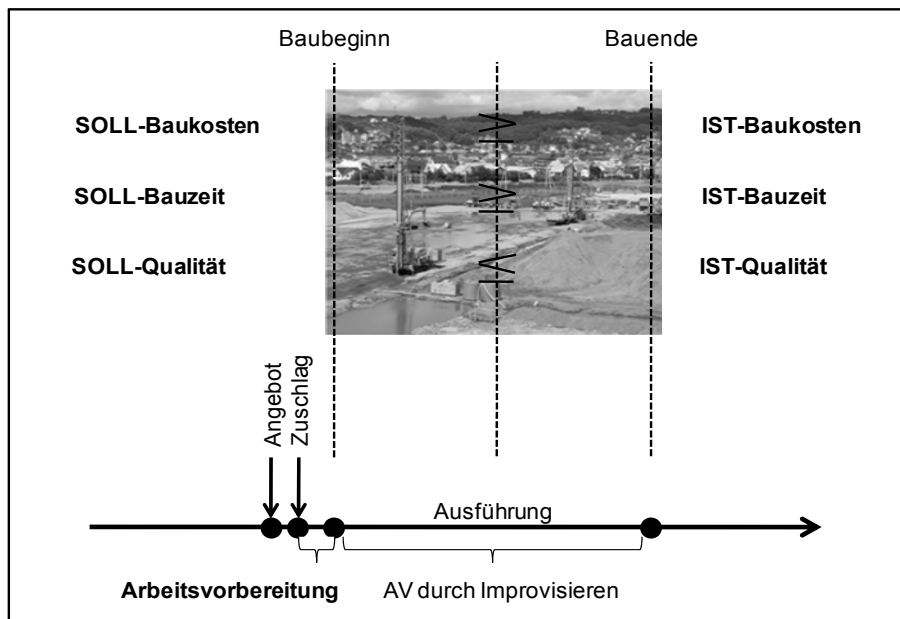 Baubeginn
Bauende
SOLL-Baukosten
≥
IST-Baukosten
SOLL-Bauzeit
≥
IST-Bauzeit
SOLL-Qualität
≤
IST-Qualität
Angebot
Zuschlag
Ausführung
Arbeitsvorbereitung
AV durch Improvisieren